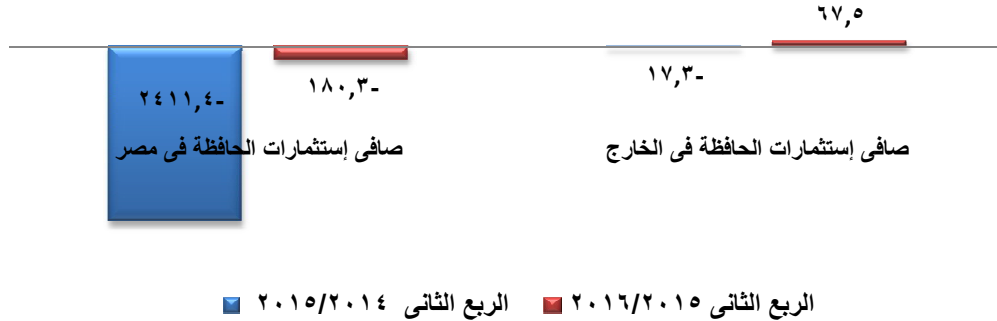 ٦٧,٥
-١٧,٣
-١٨٠,٣
-٢٤١١,٤
صافى إستثمارات الحافظة فى الخارج
صافى إستثمارات الحافظة فى مصر
الربع الثانى ٢٠١٦/٢٠١٥
الربع الثانى ٢٠١٥/٢٠١٤